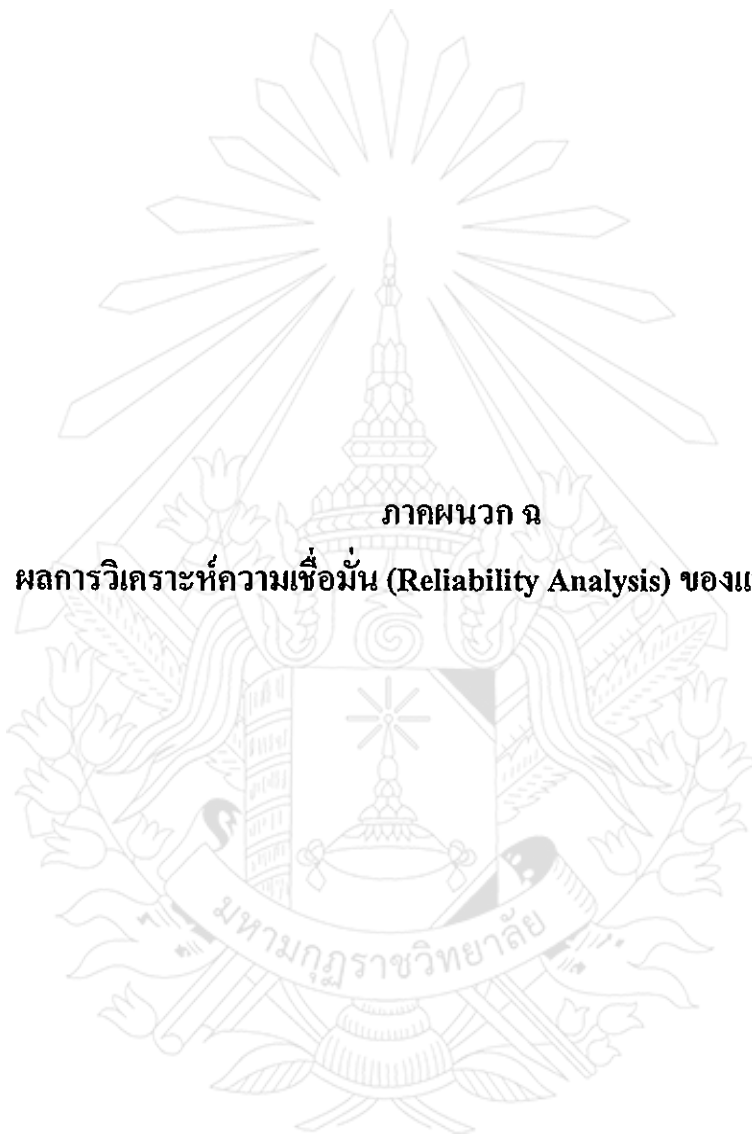 ภาคผนวก ฉ
ผลการวิเคราะห์ความเชื่อมั่น (Reliability Analysis) ของแ
มหามกุฏราชวิทยาลัย